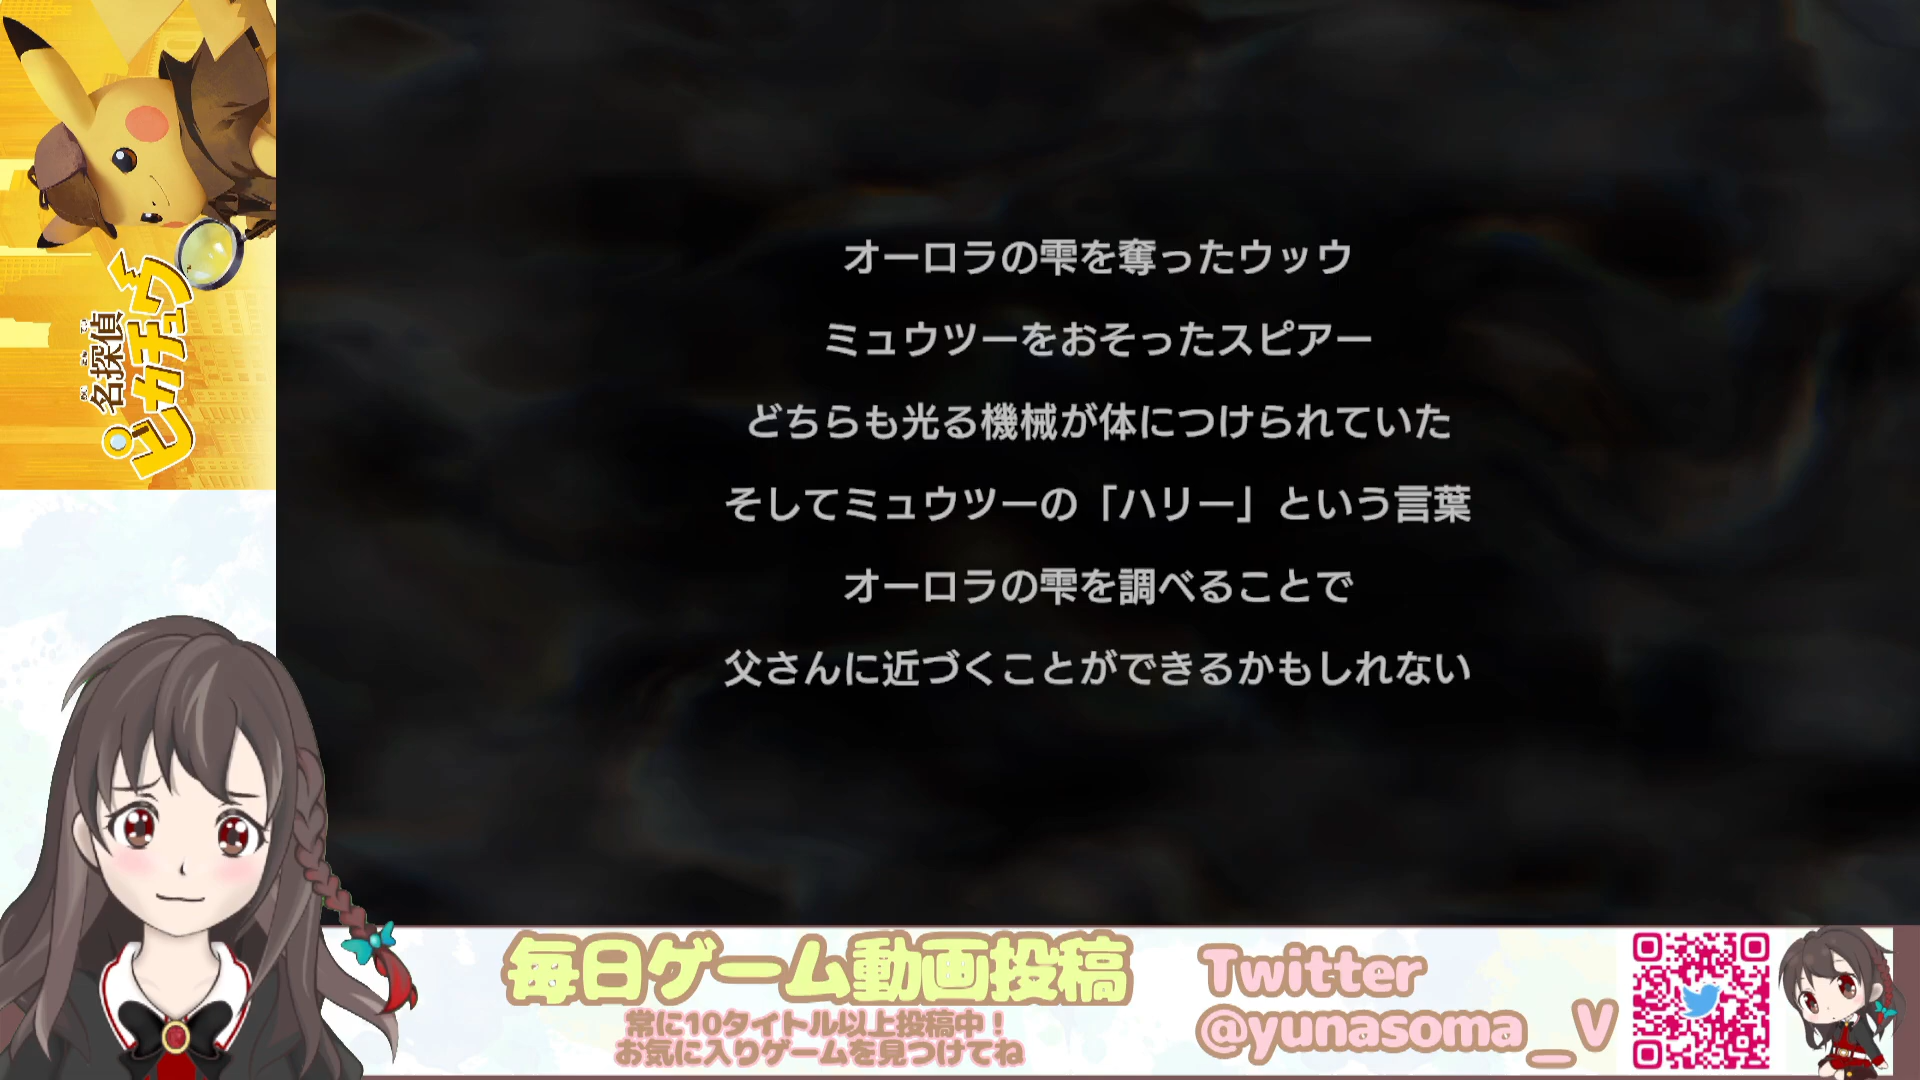 名探偵
ピカチュウ
オーロラの雫を奪ったウッウ
ミュウツーをおそったスピアー
どちらも光る機械が体につけられていた
そしてミュウツーの「ハリー」という言葉
オーロラの雫を調べることで
父さんに近づくことができるかもしれない
毎日ゲーム動画投稿
常に10タイトル以上投稿中！
お気に入りゲームを見つけてね
Twitter
@yunasoma＿V